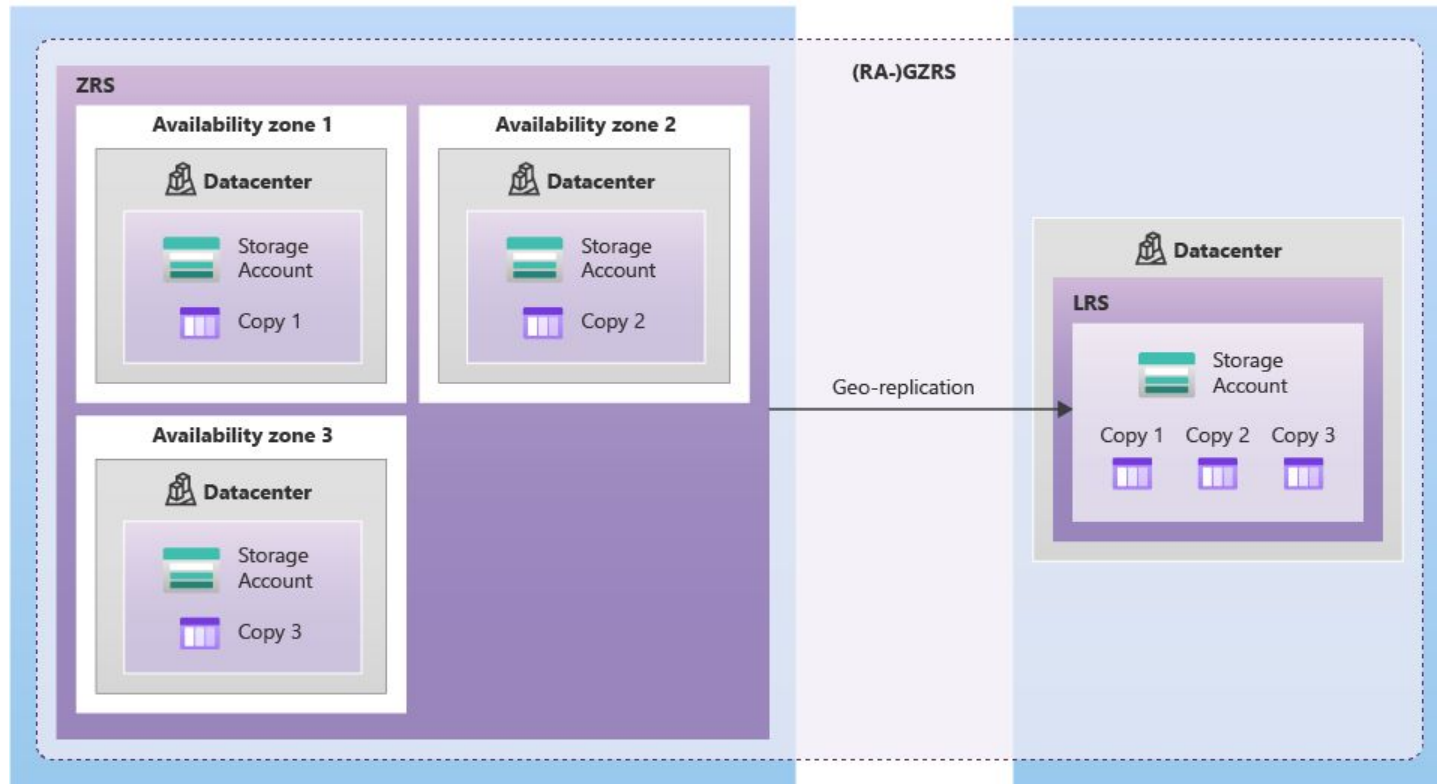 (RA-)GZRS
ZRS
Availability zone 1
Datacenter
Storage
Account
Copy 1
Availability zone 2
Datacenter
Storage
Account
Copy 2
Availability zone 3
Datacenter
Storage
Account
Copy 3
Geo-replication
Datacenter
LRS
Storage
Account
Copy 1 Copy 2 Copy 3